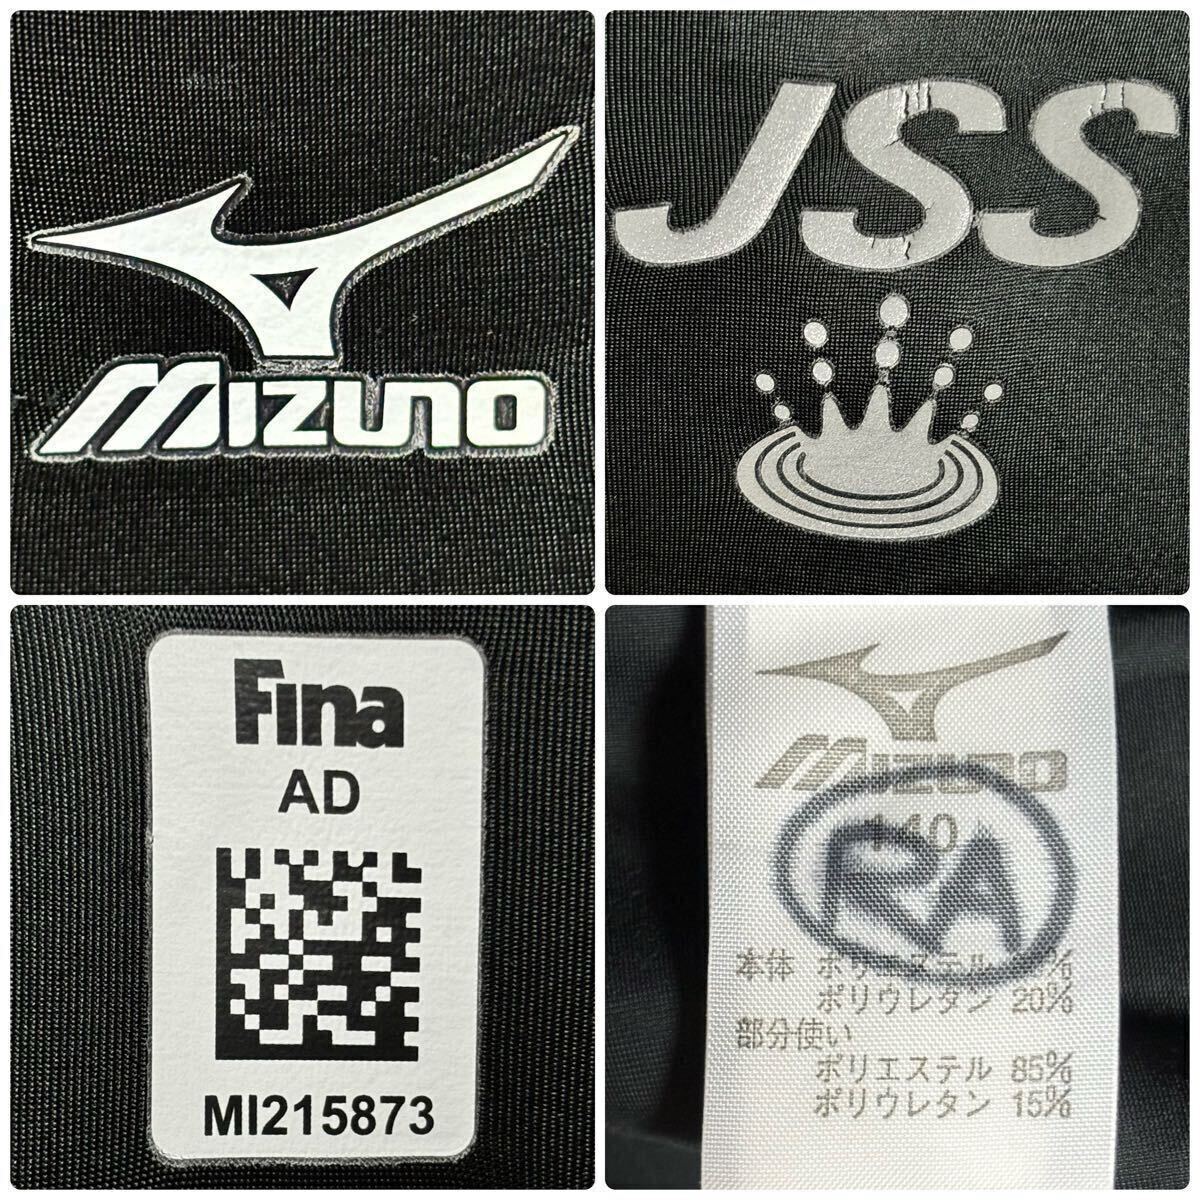 MIZUNO
JSS
Fina
AD
MI215873
MIZUNO
140
RA
本体 ポリエステル %
ポリウレタン 20%
部分使い
ポリエステル 85%
ポリウレタン 15%